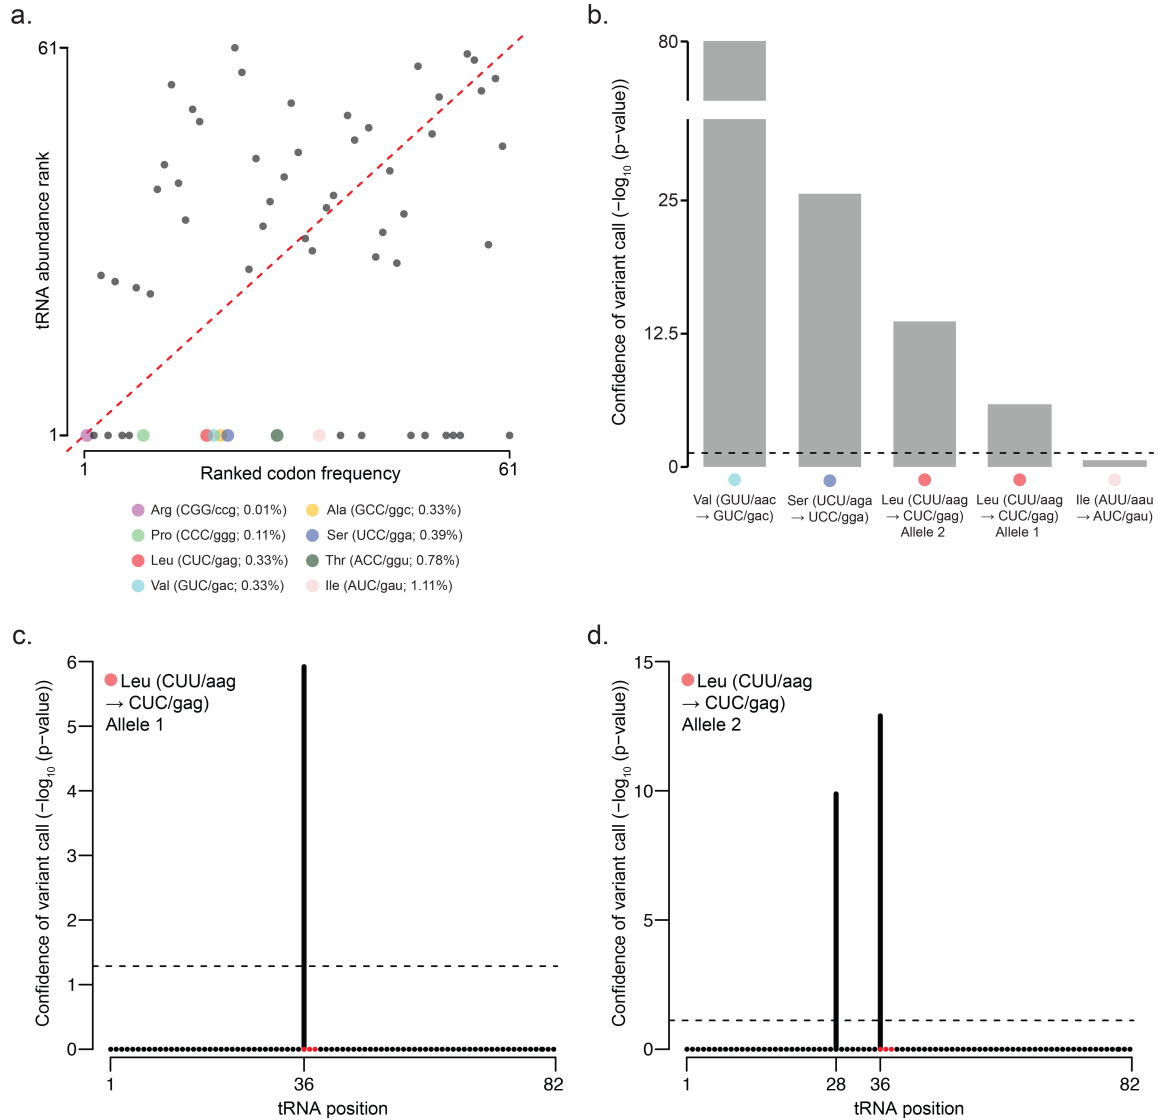 a.
61
tRNA abundance rank
1
1
Ranked codon frequency
61
Arg (CGG/ccg; 0.01%)
Pro (CCC/ggg; 0.11%)
Leu (CUC/gag; 0.33%)
Val (GUC/gac; 0.33%)
Ala (GCC/ggc; 0.33%)
Ser (UCC/gga; 0.39%)
Thr (ACC/ggu; 0.78%)
Ile (AUC/gau; 1.11%)
b.
Confidence of variant call (−log10 (p−value))
80
25
12.5
0
Val (GUU/aac
→ GUC/gac)
Ser (UCU/aga
→ UCC/gga)
Leu (CUU/aag
→ CUC/gag)
Allele 2
Leu (CUU/aag
→ CUC/gag)
Allele 1
Ile (AUU/aau
→ AUC/gau)
c.
Confidence of variant call (−log10 (p−value))
6
5
4
3
2
1
0
Leu (CUU/aag
→ CUC/gag)
Allele 1
1
36
82
tRNA position
d.
Confidence of variant call (−log10 (p−value))
15
10
5
0
Leu (CUU/aag
→ CUC/gag)
Allele 2
1
28
36
82
tRNA position